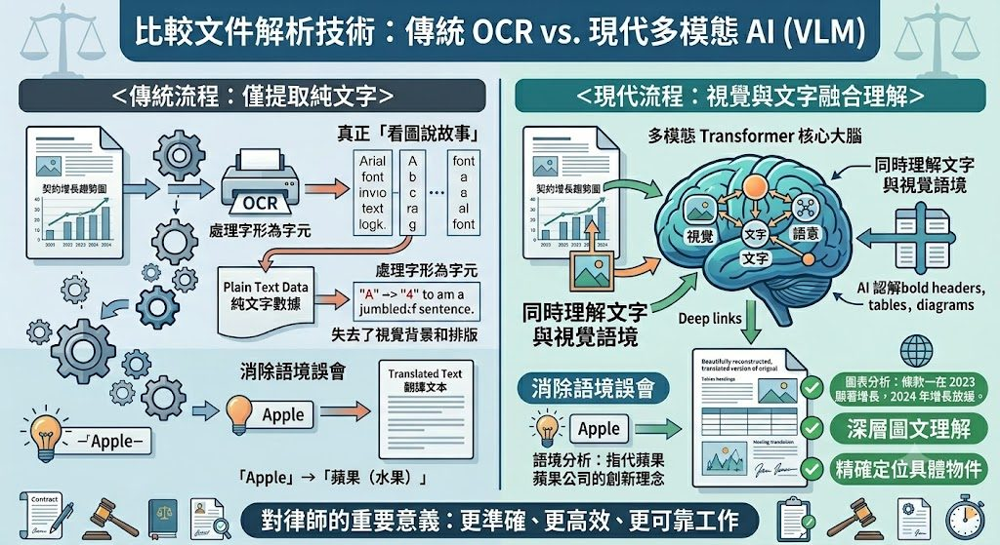 比較文件解析技術：傳統 OCR vs. 現代多模態 AI (VLM)
<傳統流程：僅提取純文字>
契約增長趨勢圖
OCR
處理字形為字元
真正「看圖說故事」
Arial
font
invıo
text
logk.
A
b
c
ra
g
...
font
a
a
al
font
Plain Text Data
純文字數據
處理字形為字元
"A" –> "4" to am a
jumbled:f sentence.
失去了視覺背景和排版
消除語境誤會
「Apple–
Apple
Translated Text
翻譯文本
「Apple」→「蘋果（水果）」
<現代流程：視覺與文字融合理解>
契約增長趨勢圖
多模態 Transformer 核心大腦
視覺
文字
文字
同時理解文字
與視覺語境
AI 認解bold headers,
tables, diagrams
同時理解文字
與視覺語境
Deep links
消除語境誤會
Apple
語境分析：指代蘋果
蘋果公司的創新理念
Beautifully reconstructed,
translated version of original
Tables headings
圖表分析：條款一在 2023
顯著增長，2024 年增長放緩。
深層圖文理解
精確定位具體物件
Contract
對律師的重要意義：更準確、更高效、更可靠工作